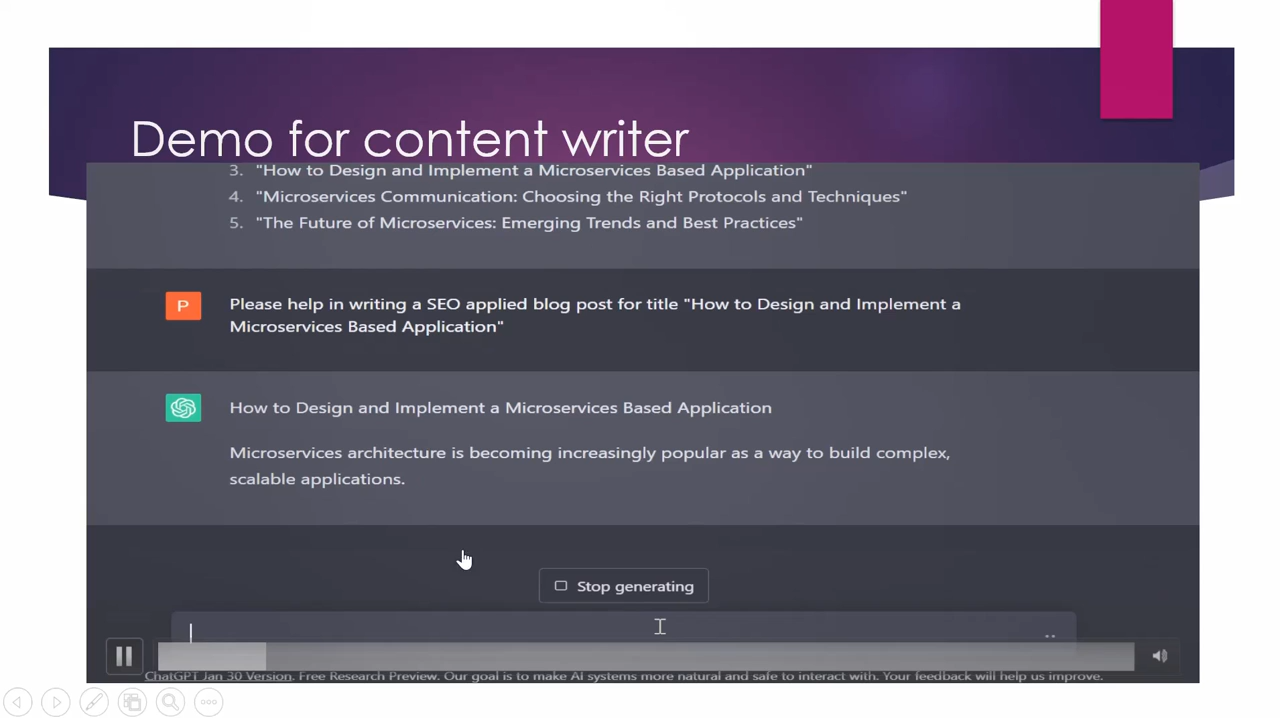 Demo for content writer
3. "How to Design and Implement a Microservices Based Application"
4. "Microservices Communication: Choosing the Right Protocols and Techniques"
5. "The Future of Microservices: Emerging Trends and Best Practices"
P
Please help in writing a SEO applied blog post for title "How to Design and Implement a
Microservices Based Application"
How to Design and Implement a Microservices Based Application
Microservices architecture is becoming increasingly popular as a way to build complex,
scalable applications.
Stop generating
ChatGPT Jan 30 Version. Free Research Preview. Our goal is to make AI systems more natural and safe to interact with. Your feedback will help us improve.